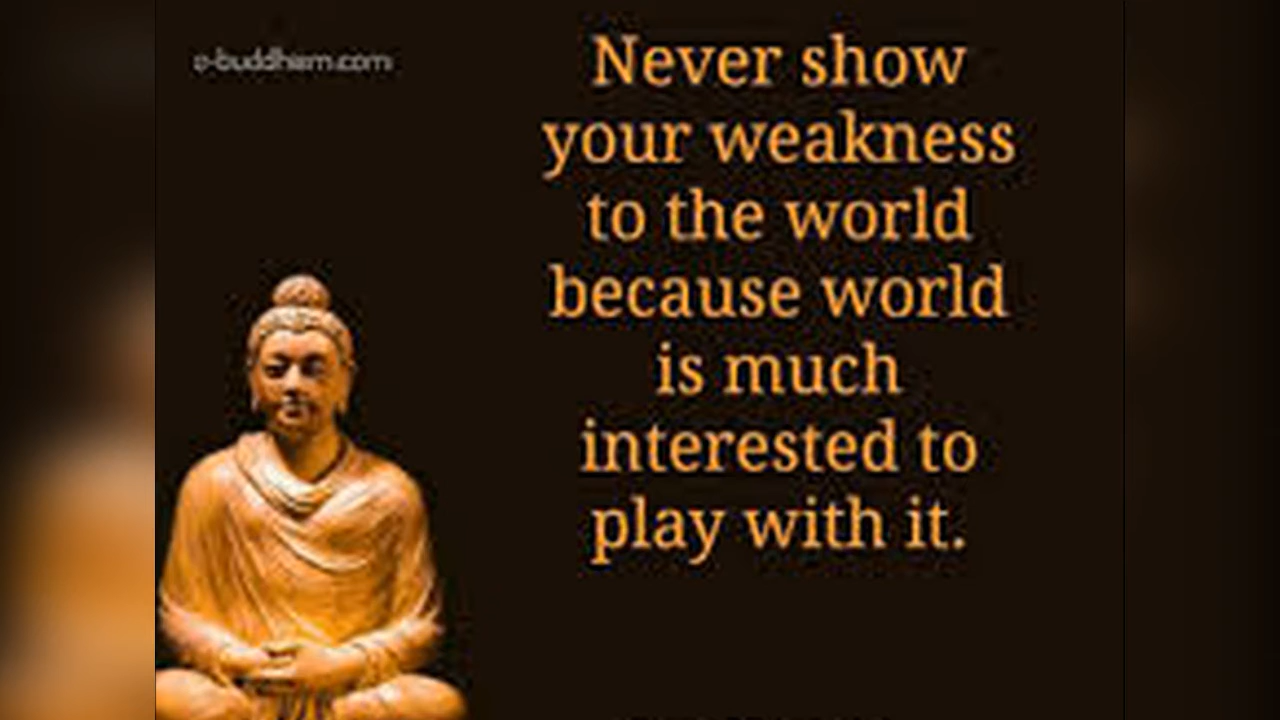 e-buddhism.com
Never show
your weakness
to the world
because world
is much
interested to
play with it.